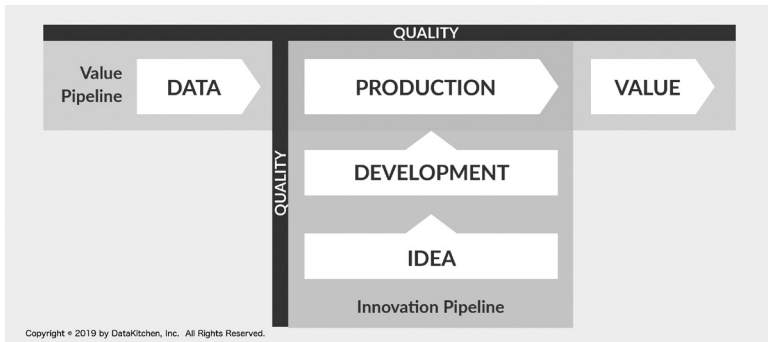 QUALITY
Value
Pipeline
DATA
PRODUCTION
VALUE
QUALITY
DEVELOPMENT
IDEA
Innovation Pipeline
Copyright © 2019 by DataKitchen, Inc. All Rights Reserved.